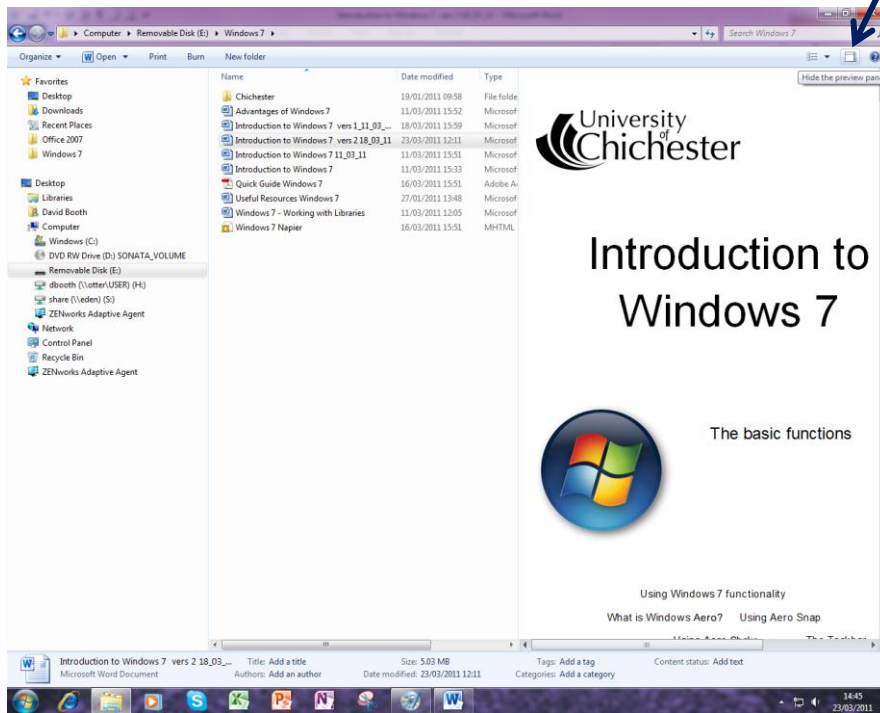 Computer ▸ Removable Disk (E:) ▸ Windows 7 ▸
Search Windows 7
Organize ▾ Open ▾ Print Burn New folder
Hide the preview pan
Favorites
Desktop
Downloads
Recent Places
Office 2007
Windows 7
Desktop
Libraries
David Booth
Computer
Windows (C:)
DVD RW Drive (D:) SONATA_VOLUME
Removable Disk (E:)
dbooth (\\otter\USER) (H:)
share (\\eden) (S:)
ZENworks Adaptive Agent
Network
Control Panel
Recycle Bin
ZENworks Adaptive Agent
Name Date modified Type
Chichester 19/01/2011 09:58 File folde
Advantages of Windows 7 11/03/2011 15:52 Microsof
Introduction to Windows 7 vers 1_11_03_... 18/03/2011 15:59 Microsof
Introduction to Windows 7 vers 2 18_03_11 23/03/2011 12:11 Microsof
Introduction to Windows 7 11_03_11 11/03/2011 15:51 Microsof
Introduction to Windows 7 11/03/2011 15:33 Microsof
Quick Guide Windows 7 16/03/2011 15:51 Adobe A
Useful Resources Windows 7 27/01/2011 13:48 Microsof
Windows 7 - Working with Libraries 11/03/2011 12:05 Microsof
Windows 7 Napier 16/03/2011 15:51 MHTML
University
of
Chichester
Introduction to
Windows 7
The basic functions
Using Windows 7 functionality
What is Windows Aero? Using Aero Snap
Introduction to Windows 7 vers 2 18_03_... Title: Add a title Size: 5.03 MB Tags: Add a tag Content status: Add text
Microsoft Word Document Authors: Add an author Date modified: 23/03/2011 12:11 Categories: Add a category
14:45
23/03/2011